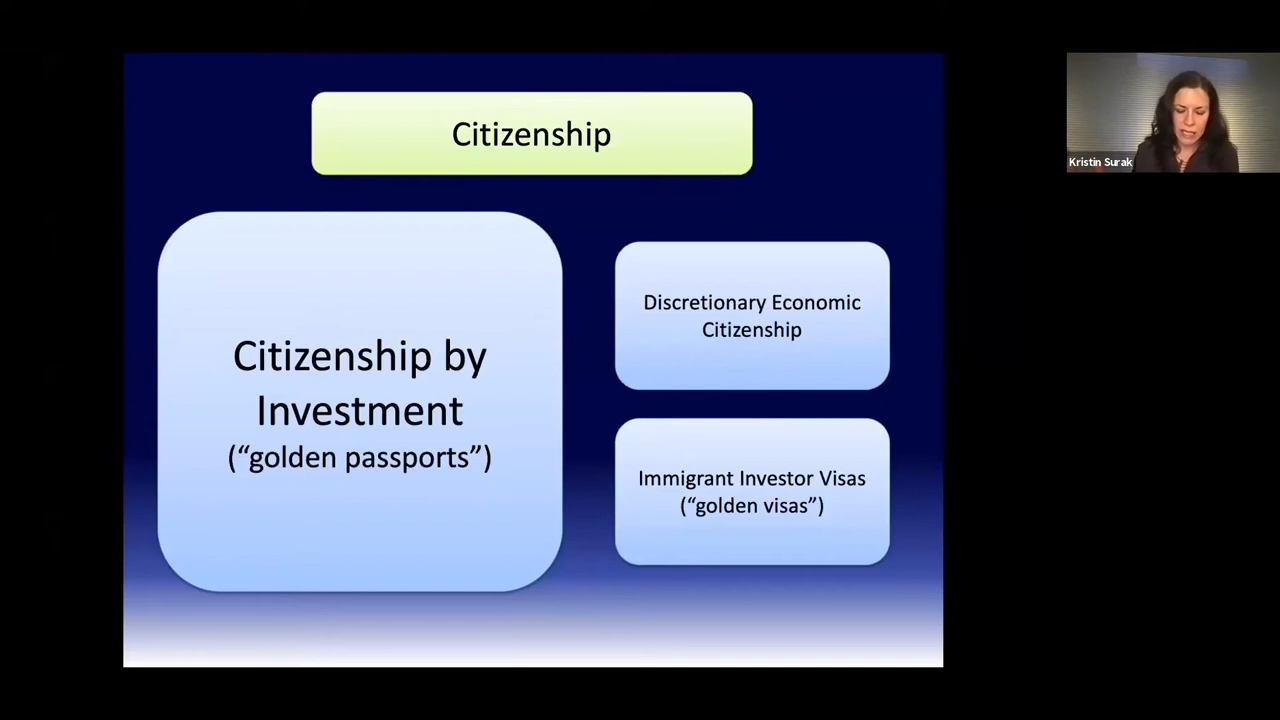 Citizenship
Citizenship by
Investment
(“golden passports”)
Discretionary Economic
Citizenship
Immigrant Investor Visas
(“golden visas”)
Kristin Surak